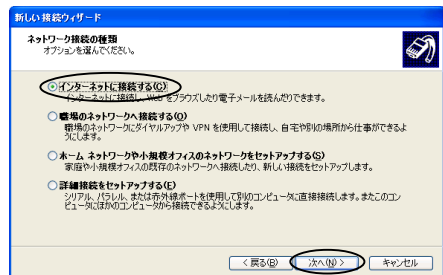 新しい接続ウィザード
ネットワーク接続の種類
オプションを選んでください。
インターネットに接続する(C)
インターネットに接続し、Web をブラウズしたり電子メールを読んだりできます。
職場のネットワークへ接続する(O)
職場のネットワークにダイヤルアップや VPN を使用して接続し、自宅や別の場所から仕事ができるよ
うにします。
ホーム ネットワークや小規模オフィスのネットワークをセットアップする(S)
家庭や小規模オフィスの既存のネットワークへ接続したり、新しい接続をセットアップします。
詳細接続をセットアップする(E)
シリアル、パラレル、または赤外線ポートを使用して別のコンピュータに直接接続します。またこのコン
ピュータにほかのコンピュータから接続できるようにします。
< 戻る(B)
次へ(N) >
キャンセル